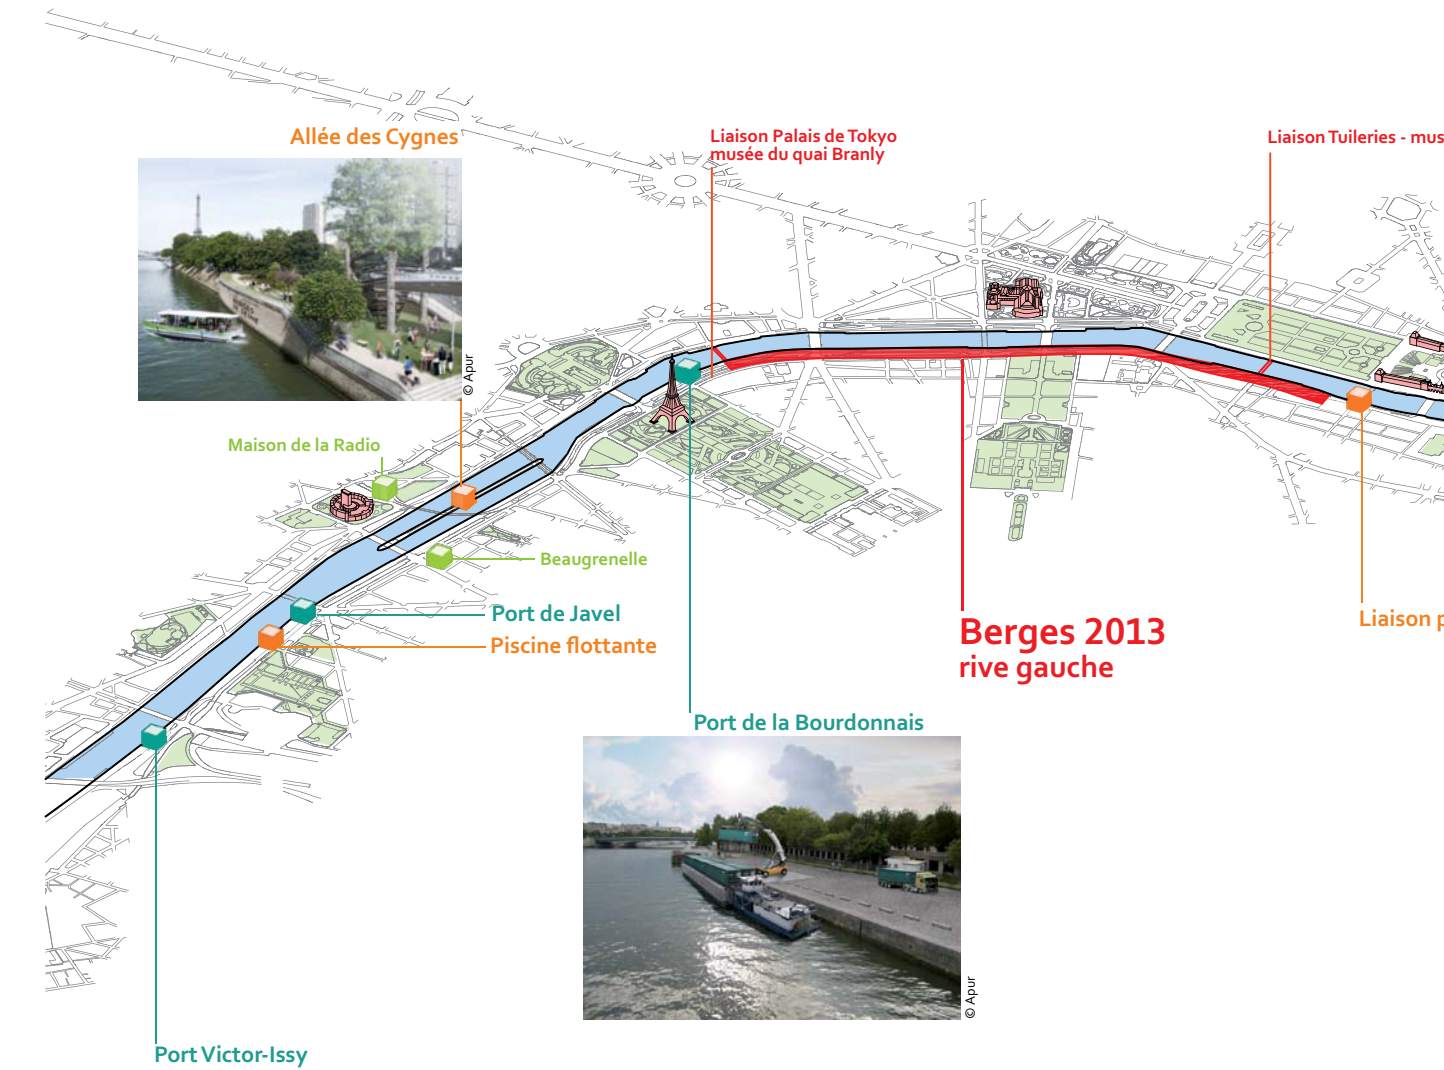 Allée des Cygnes
Liaison Palais de Tokyo
musée du quai Branly
Liaison Tuileries - mus
© Apur
Maison de la Radio
Beaugrenelle
Port de Javel
Piscine flottante
Berges 2013
rive gauche
Liaison p
Port de la Bourdonnais
© Apur
Port Victor-Issy